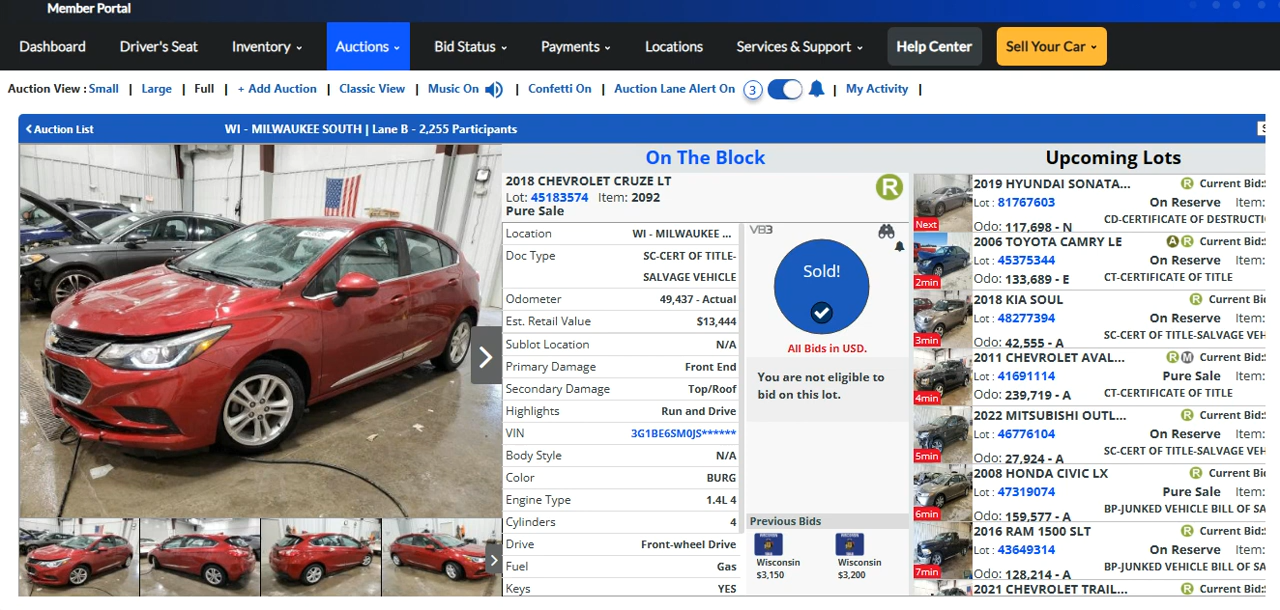 Member Portal
Dashboard Driver's Seat Inventory Auctions Bid Status Payments Locations Services & Support Help Center Sell Your Car
Auction View : Small | Large | Full | + Add Auction | Classic View | Music On | Confetti On | Auction Lane Alert On 3 | My Activity |
Auction List WI - MILWAUKEE SOUTH | Lane B - 2,255 Participants
On The Block
2018 CHEVROLET CRUZE LT
Lot: 45183574 Item: 2092
Pure Sale
R
Location WI - MILWAUKEE ...
Doc Type SC-CERT OF TITLE-
SALVAGE VEHICLE
Odometer 49,437 - Actual
Est. Retail Value $13,444
Sublot Location N/A
Primary Damage Front End
Secondary Damage Top/Roof
Highlights Run and Drive
VIN 3G1BE6SM0JS******
Body Style N/A
Color BURG
Engine Type 1.4L 4
Cylinders 4
Drive Front-wheel Drive
Fuel Gas
Keys YES
VB3
Sold!
All Bids in USD.
You are not eligible to
bid on this lot.
Previous Bids
Wisconsin Wisconsin
$3,150 $3,200
Upcoming Lots
2019 HYUNDAI SONATA... R Current Bid:
Lot : 81767603 On Reserve Item:
CD-CERTIFICATE OF DESTRUCTI
Next Odo: 117,698 - N
2006 TOYOTA CAMRY LE A R Current Bid:
Lot : 45375344 On Reserve Item:
2min Odo: 133,689 - E CT-CERTIFICATE OF TITLE
2018 KIA SOUL R Current Bi
Lot : 48277394 On Reserve Item:
SC-CERT OF TITLE-SALVAGE VEH
3min Odo: 42,555 - A
2011 CHEVROLET AVAL... R M Current Bid:
Lot : 41691114 Pure Sale Item:
4min Odo: 239,719 - A CT-CERTIFICATE OF TITLE
2022 MITSUBISHI OUTL... R Current Bid:
Lot : 46776104 On Reserve Item:
SC-CERT OF TITLE-SALVAGE VEH
5min Odo: 27,924 - A
2008 HONDA CIVIC LX R Current Bi
Lot : 47319074 Pure Sale Item:
BP-JUNKED VEHICLE BILL OF SA
6min Odo: 159,577 - A
2016 RAM 1500 SLT R Current Bid:
Lot : 43649314 On Reserve Item:
BP-JUNKED VEHICLE BILL OF SA
7min Odo: 128,214 - A
2021 CHEVROLET TRAIL... R Current Bid: